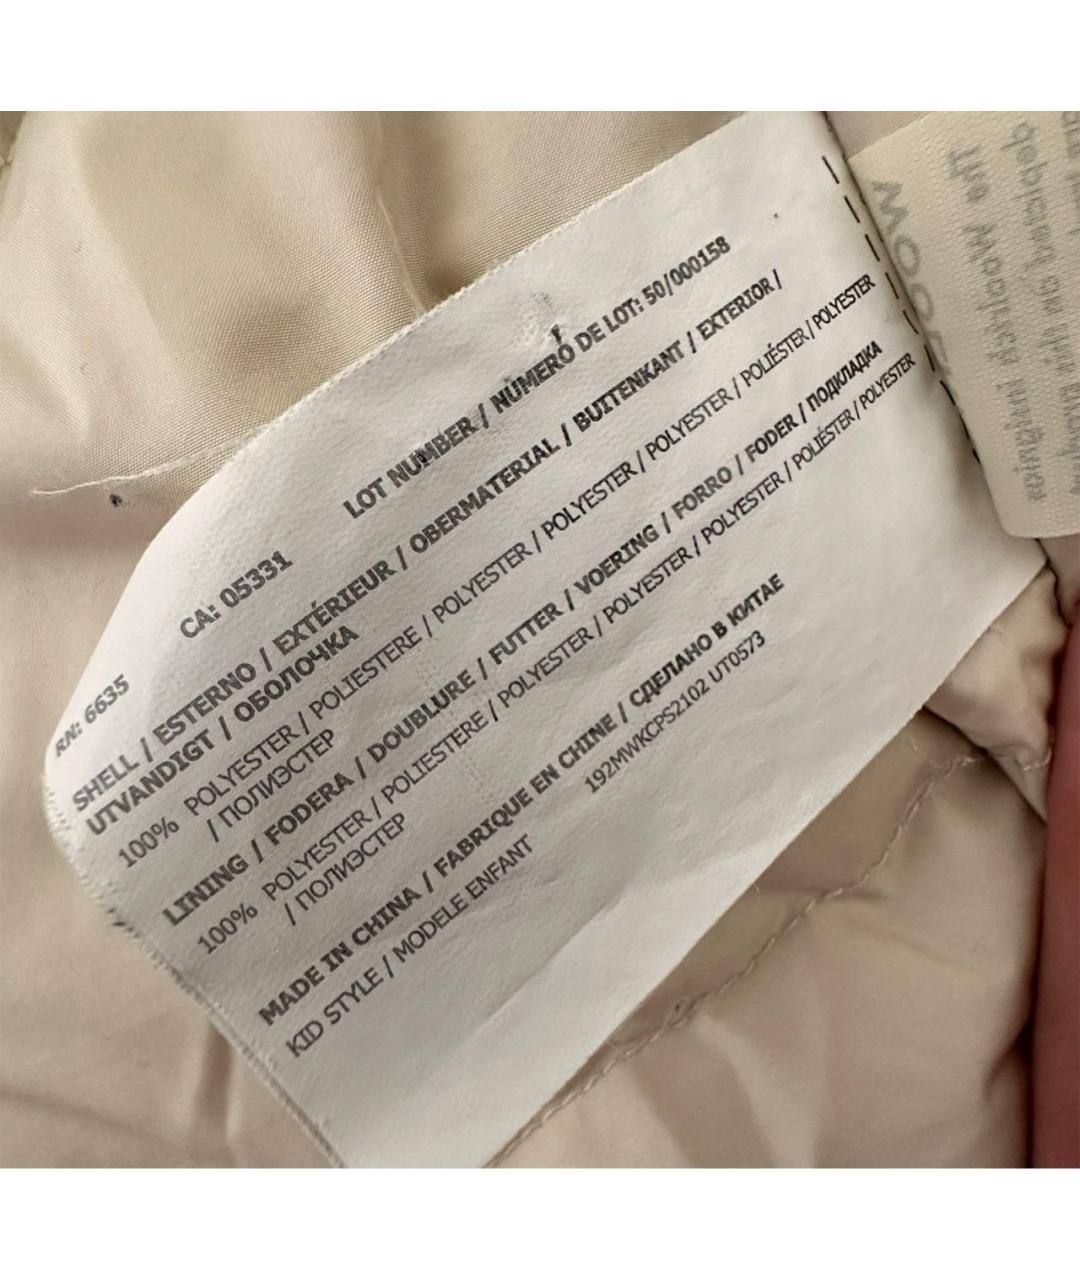 RN: 6635 CA: 05331 LOT NUMBER / NÚMERO DE LOT: 50/000158
SHELL / ESTERNO / EXTÉRIEUR / OBERMATERIAL / BUITENKANT / EXTERIOR /
UTVANDIGT / ОБОЛОЧКА
100% POLYESTER / POLIESTERE / POLYESTER / POLYESTER / POLYESTER / POLIÉSTER / POLYESTER
/ ПОЛИЭСТЕР
LINING / FODERA / DOUBLURE / FUTTER / VOERING / FORRO / FODER / ПОДКЛАДКА
100% POLYESTER / POLIESTERE / POLYESTER / POLYESTER / POLYESTER / POLIÉSTER / POLYESTER
/ ПОЛИЭСТЕР
MADE IN CHINA / FABRIQUE EN CHINE / СДЕЛАНО В КИТАЕ
KID STYLE / MODELE ENFANT 192MWKCPS2102 UT0573